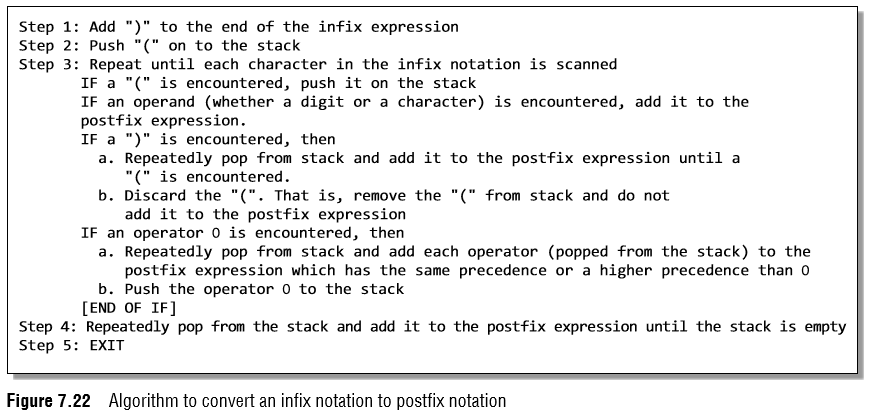 Step 1: Add ")" to the end of the infix expression
Step 2: Push "(" on to the stack
Step 3: Repeat until each character in the infix notation is scanned
IF a "(" is encountered, push it on the stack
IF an operand (whether a digit or a character) is encountered, add it to the
postfix expression.
IF a ")" is encountered, then
a. Repeatedly pop from stack and add it to the postfix expression until a
"(" is encountered.
b. Discard the "(". That is, remove the "(" from stack and do not
add it to the postfix expression
IF an operator O is encountered, then
a. Repeatedly pop from stack and add each operator (popped from the stack) to the
postfix expression which has the same precedence or a higher precedence than O
b. Push the operator O to the stack
[END OF IF]
Step 4: Repeatedly pop from the stack and add it to the postfix expression until the stack is empty
Step 5: EXIT
Figure 7.22 Algorithm to convert an infix notation to postfix notation